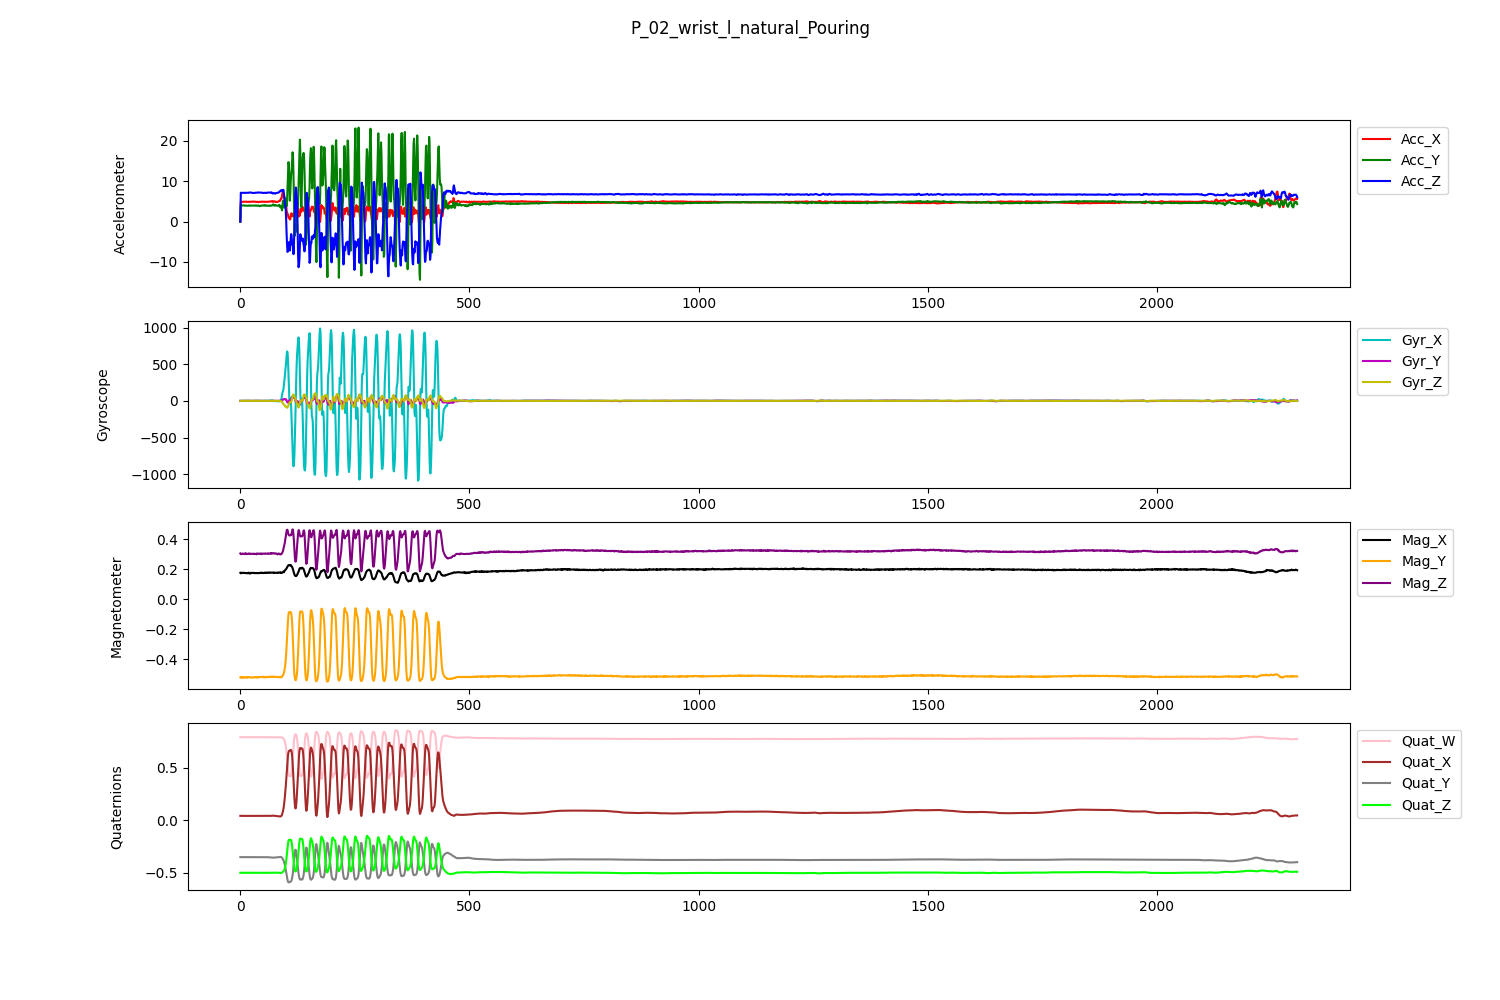 P_02_wrist_l_natural_Pouring
Accelerometer
20
10
0
−10
0 500 1000 1500 2000
Acc_X
Acc_Y
Acc_Z
Gyroscope
1000
500
0
−500
−1000
0 500 1000 1500 2000
Gyr_X
Gyr_Y
Gyr_Z
Magnetometer
0.4
0.2
0.0
−0.2
−0.4
0 500 1000 1500 2000
Mag_X
Mag_Y
Mag_Z
Quaternions
0.5
0.0
−0.5
0 500 1000 1500 2000
Quat_W
Quat_X
Quat_Y
Quat_Z